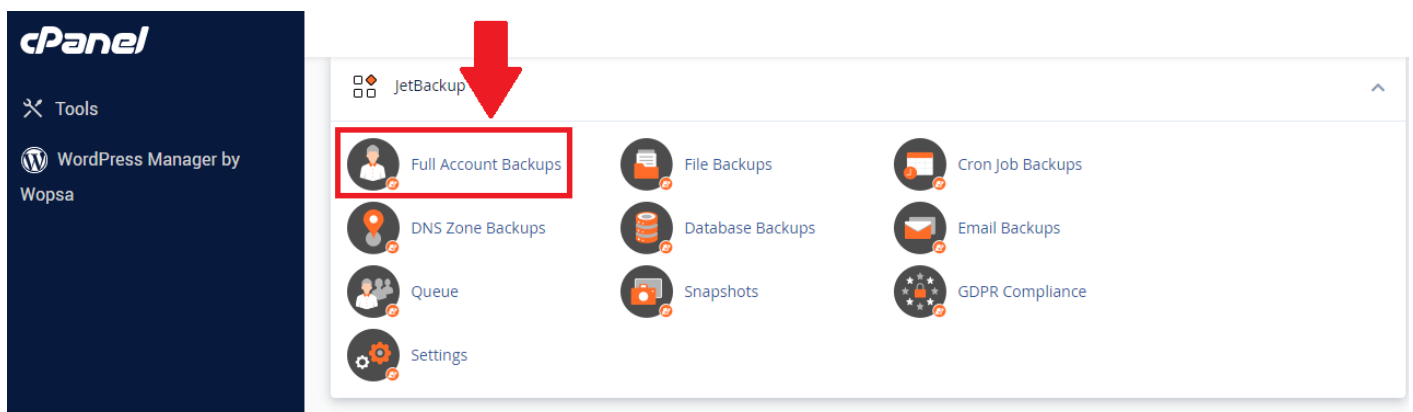 cPanel
Tools
WordPress Manager by
Wopsa
JetBackup
Full Account Backups
File Backups
Cron Job Backups
DNS Zone Backups
Database Backups
Email Backups
Queue
Snapshots
GDPR Compliance
Settings